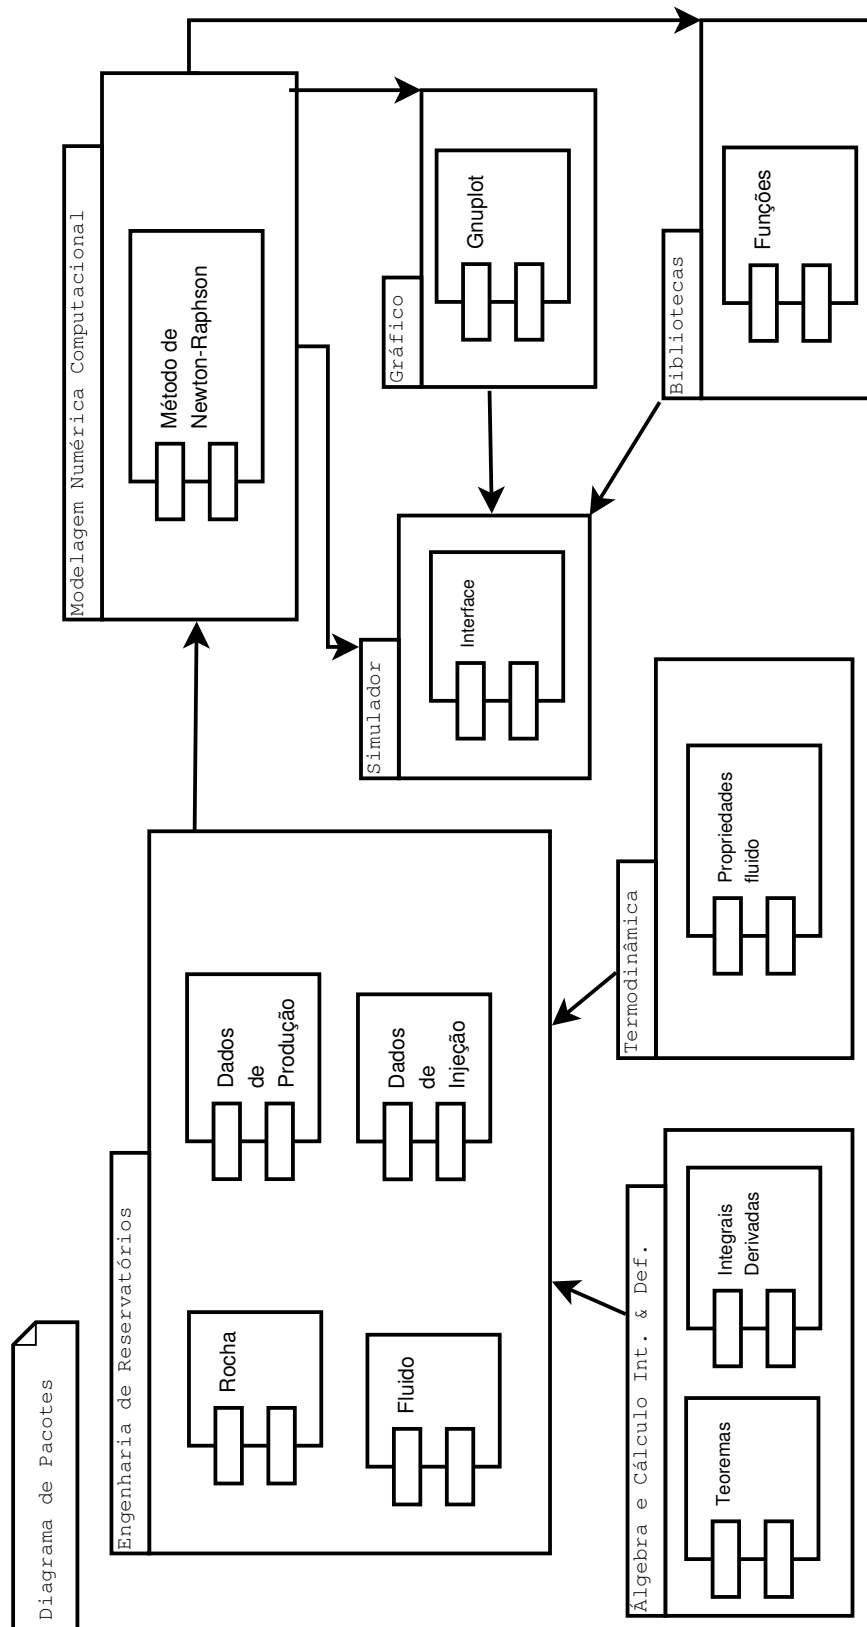 Diagrama de Pacotes
Engenharia de Reservatórios
Rocha
Dados
de
Produção
Fluido
Dados
de
Injeção
Modelagem Numérica Computacional
Método de
Newton-Raphson
Simulador
Interface
Gráfico
Gnuplot
Álgebra e Cálculo Int. & Def.
Teoremas
Integrais
Derivadas
Termodinâmica
Propriedades
fluido
Bibliotecas
Funções